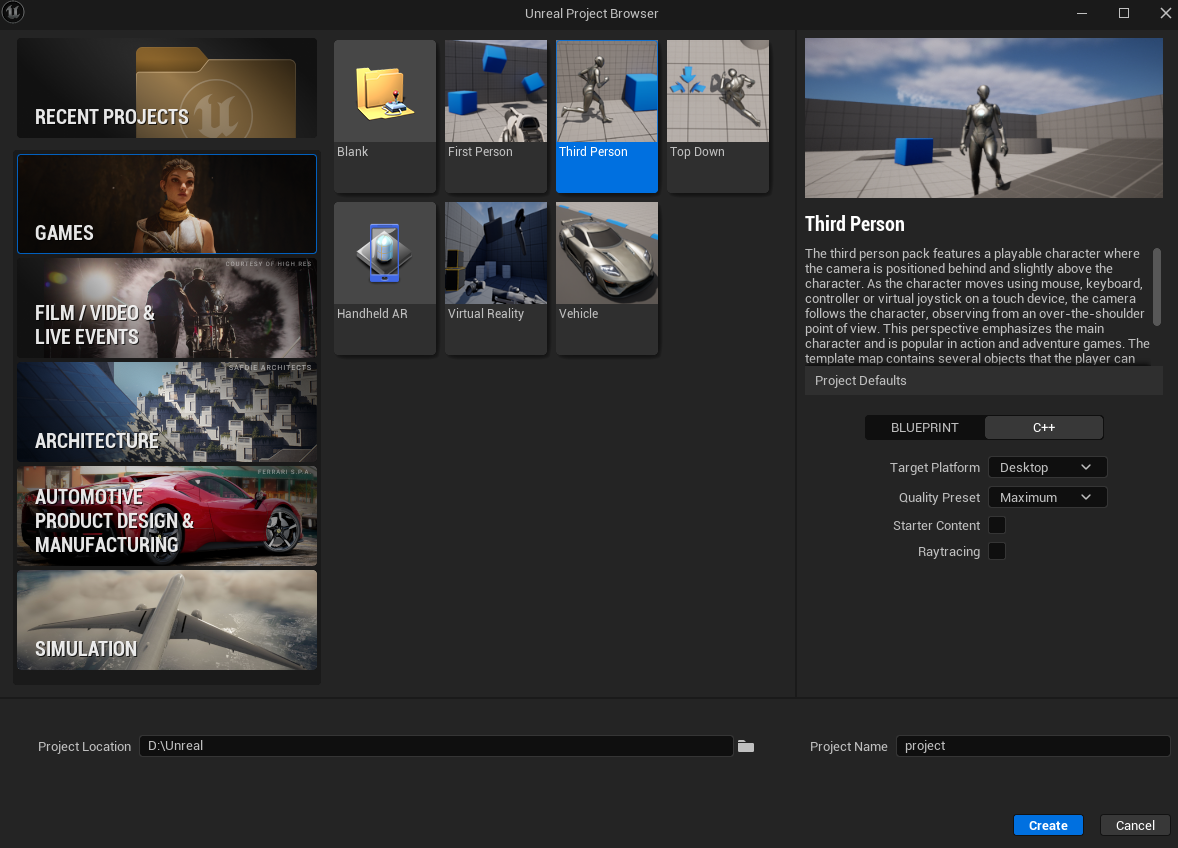 Unreal Project Browser
RECENT PROJECTS
GAMES
COURTESY OF HIGH RES
FILM / VIDEO &
LIVE EVENTS
SAFDIE ARCHITECTS
ARCHITECTURE
FERRARI S.P.A.
AUTOMOTIVE
PRODUCT DESIGN &
MANUFACTURING
SIMULATION
Blank
First Person
Third Person
Top Down
Handheld AR
Virtual Reality
Vehicle
Third Person
The third person pack features a playable character where
the camera is positioned behind and slightly above the
character. As the character moves using mouse, keyboard,
controller or virtual joystick on a touch device, the camera
follows the character, observing from an over-the-shoulder
point of view. This perspective emphasizes the main
character and is popular in action and adventure games. The
template map contains several objects that the player can
Project Defaults
BLUEPRINT
C++
Target Platform
Desktop
Quality Preset
Maximum
Starter Content
Raytracing
Project Location
D:\Unreal
Project Name
project
Create
Cancel